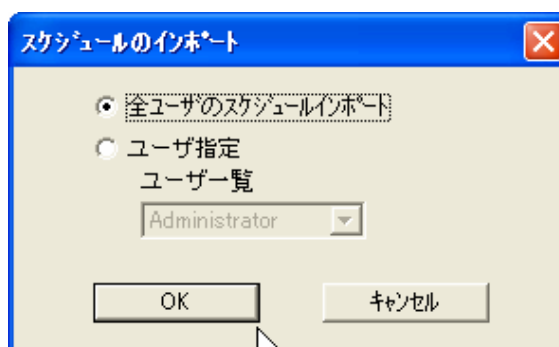 スケジュールのインポート
全ユーザのスケジュールインポート
ユーザ指定
ユーザ一覧
Administrator
OK
キャンセル